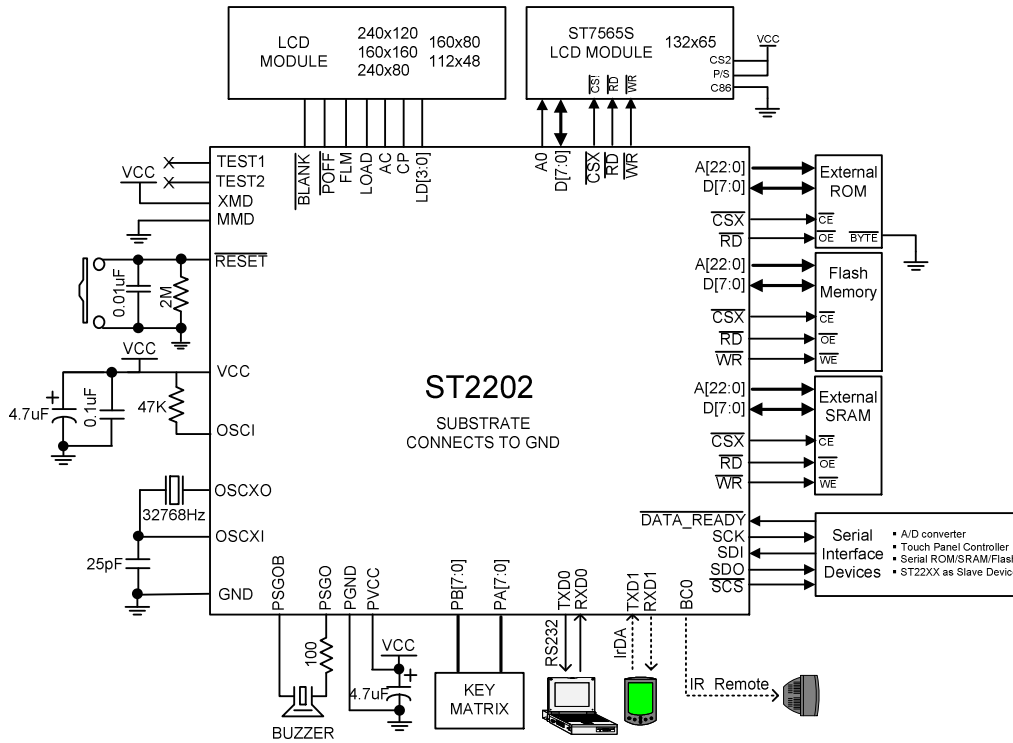 LCD
MODULE
240x120
160x160
240x80
160x80
112x48
ST7565S
LCD MODULE
132x65
CS2
P/S
C86
VCC
CS1
RD
WR
BLANK
POFF
FLM
LOAD
AC
CP
LD[3:0]
A0
D[7:0]
CSX
RD
WR
TEST1
TEST2
XMD
MMD
VCC
RESET
0.01uF
2M
VCC
VCC
4.7uF
0.1uF
47K
OSCI
OSCXO
32768Hz
OSCXI
25pF
GND
ST2202
SUBSTRATE
CONNECTS TO GND
A[22:0]
D[7:0]
CSX
RD
External
ROM
CE
OE
BYTE
A[22:0]
D[7:0]
CSX
RD
WR
Flash
Memory
CE
OE
WE
A[22:0]
D[7:0]
CSX
RD
WR
External
SRAM
CE
OE
WE
DATA_READY
SCK
SDI
SDO
SCS
Serial
Interface
Devices
▪ A/D converter
▪ Touch Panel Controller
▪ Serial ROM/SRAM/Flas
▪ ST22XX as Slave Devic
PSGOB
PSGO
PGND
PVCC
PB[7:0]
PA[7:0]
TXD0
RXD0
TXD1
RXD1
BC0
100
BUZZER
VCC
4.7uF
KEY
MATRIX
RS232
IrDA
IR Remote